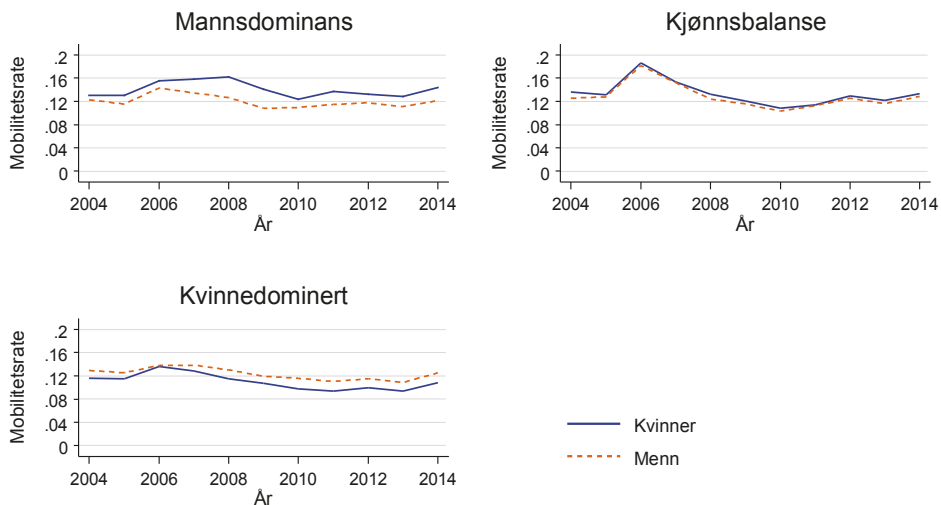 Mannsdominans
Mobilitetsrate
.2
.16
.12
.08
.04
0
2004 2006 2008 2010 2012 2014
År
Kjønnsbalanse
Mobilitetsrate
.2
.16
.12
.08
.04
0
2004 2006 2008 2010 2012 2014
År
Kvinnedominert
Mobilitetsrate
.2
.16
.12
.08
.04
0
2004 2006 2008 2010 2012 2014
År
Kvinner
Menn